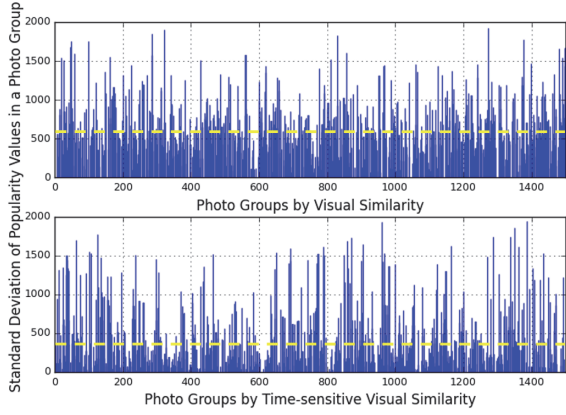 2000
1500
1000
500
0
0 200 400 600 800 1000 1200 1400
Photo Groups by Visual Similarity
Standard Deviation of Popularity Values in a Photo Group
2000
1500
1000
500
0
0 200 400 600 800 1000 1200 1400
Photo Groups by Time-sensitive Visual Similarity